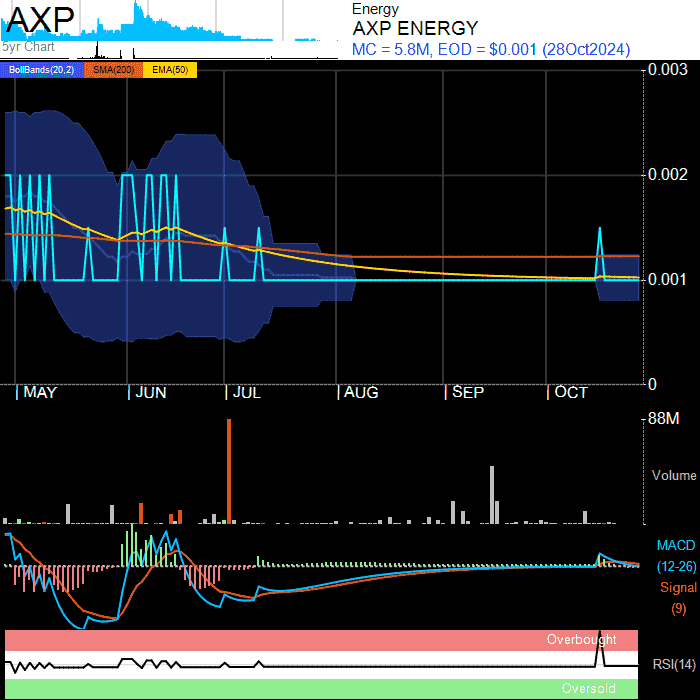 AXP
5yr Chart
Energy
AXP ENERGY
MC = 5.8M, EOD = $0.001 (28Oct2024)
BollBands(20,2) SMA(200) EMA(50)
0.003
0.002
0.001
0
MAY JUN JUL AUG SEP OCT
88M
Volume
MACD
(12-26)
Signal
(9)
Overbought
RSI(14)
Oversold